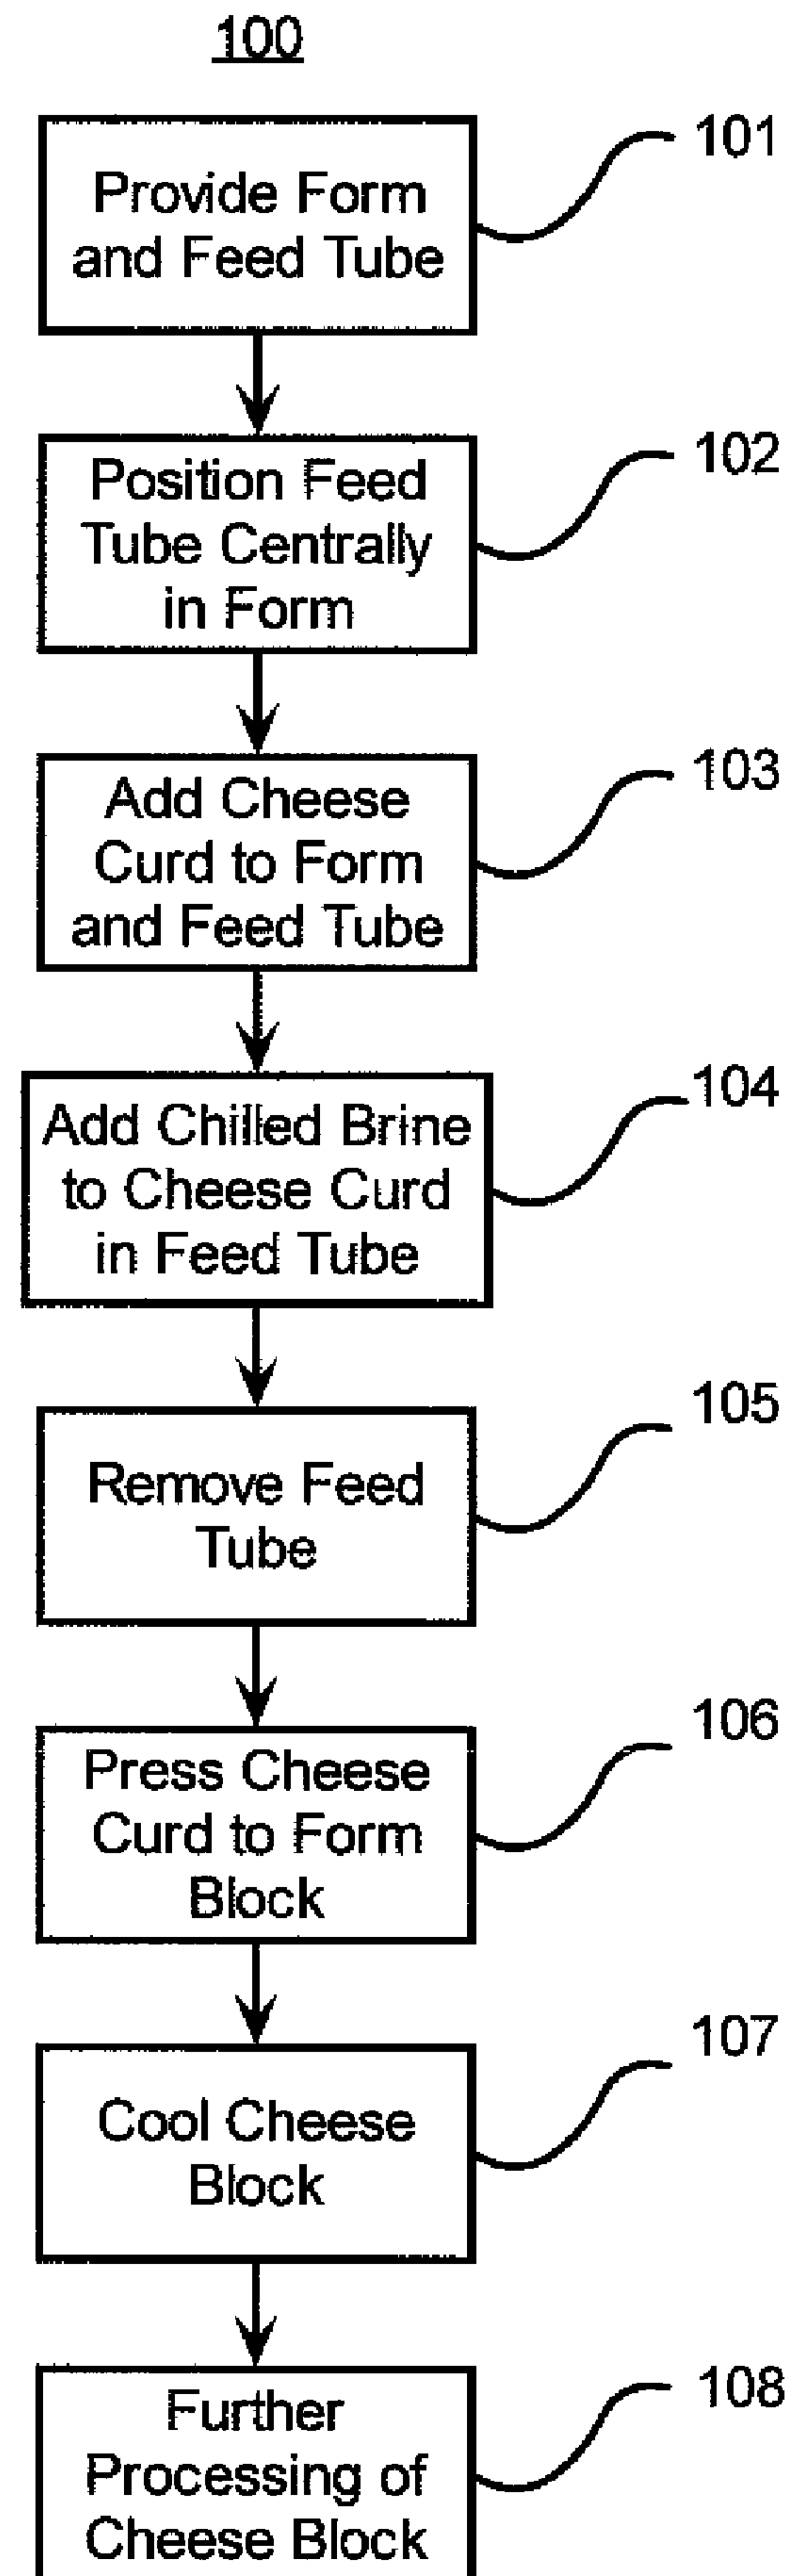 100
Provide Form
and Feed Tube
101
Position Feed
Tube Centrally
in Form
102
Add Cheese
Curd to Form
and Feed Tube
103
Add Chilled Brine
to Cheese Curd
in Feed Tube
104
Remove Feed
Tube
105
Press Cheese
Curd to Form
Block
106
Cool Cheese
Block
107
Further
Processing of
Cheese Block
108